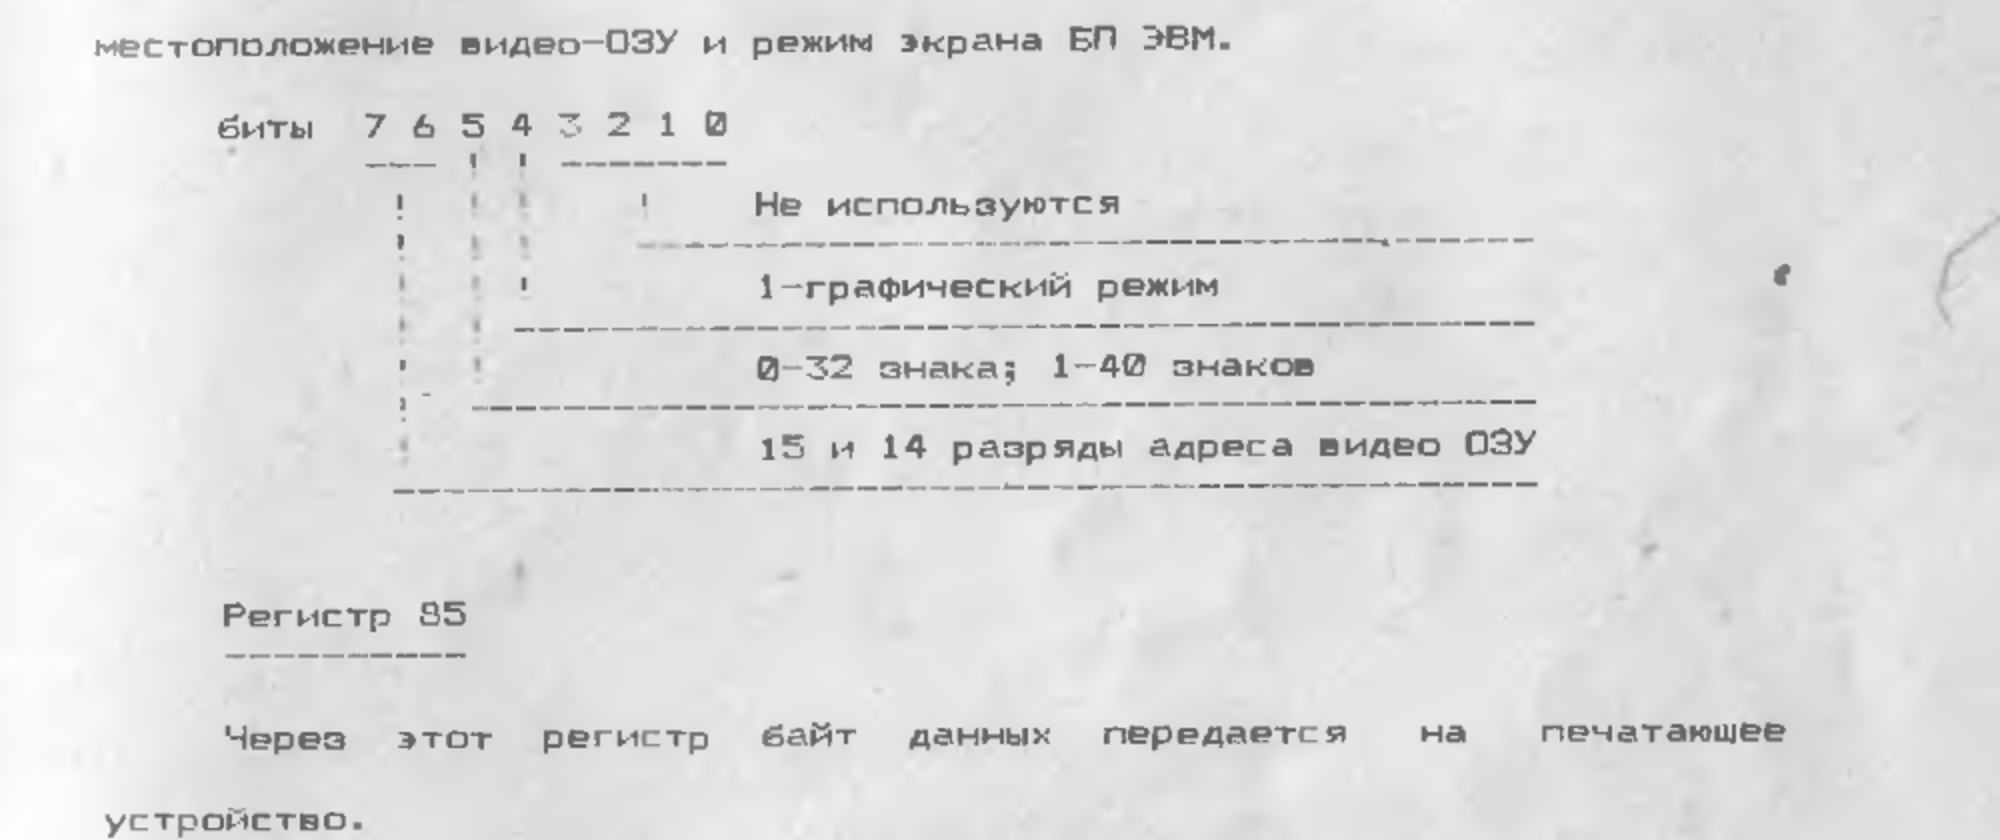 местоположение видео-ОЗУ и режим экрана БП ЭВМ.
биты 7 6 5 4 3 2 1 0
Не используются
1-графический режим
0-32 знака; 1-40 знаков
15 и 14 разряды адреса видео ОЗУ
Регистр 85
Через этот регистр байт данных передается на печатающее
устройство.